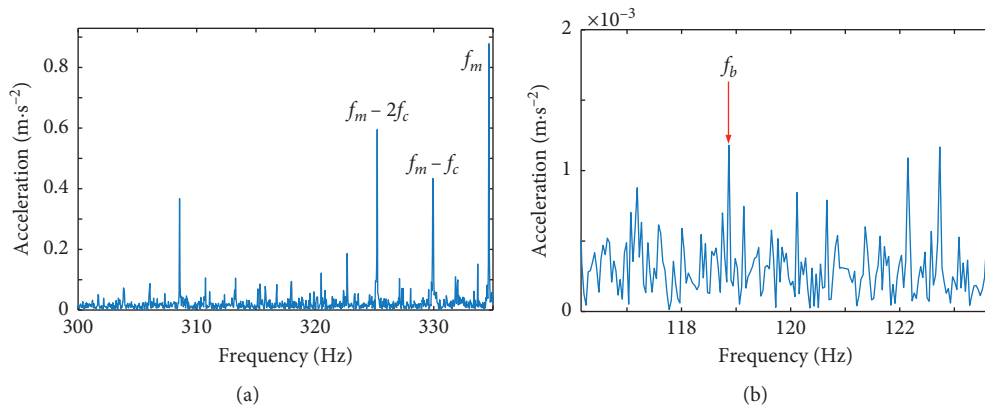 Acceleration (m·s⁻²)
0.8
0.6
0.4
0.2
0
f_m
f_m – 2f_c
f_m – f_c
300
310
320
330
Frequency (Hz)
(a)
×10⁻³
2
1
0
Acceleration (m·s⁻²)
f_b
118
120
122
Frequency (Hz)
(b)